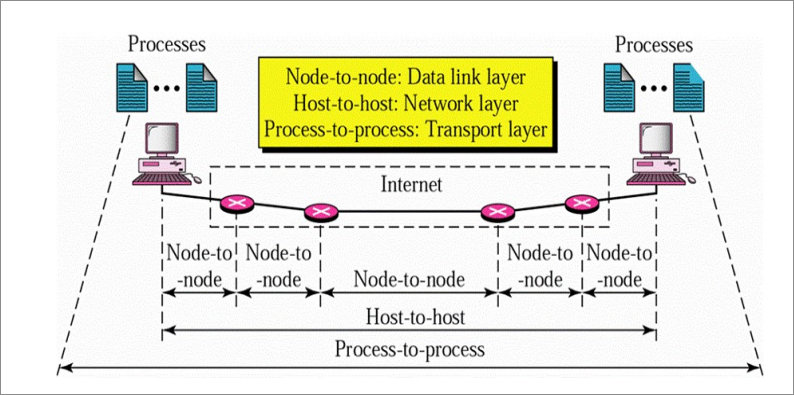 Processes
Processes
Node-to-node: Data link layer
Host-to-host: Network layer
Process-to-process: Transport layer
Internet
Node-to
-node
Node-to
-node
Node-to-node
Node-to
-node
Node-to
-node
Host-to-host
Process-to-process